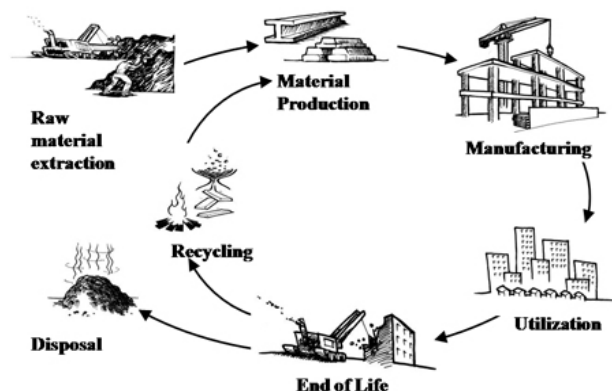 Raw
material
extraction
Material
Production
Manufacturing
Utilization
End of Life
Recycling
Disposal